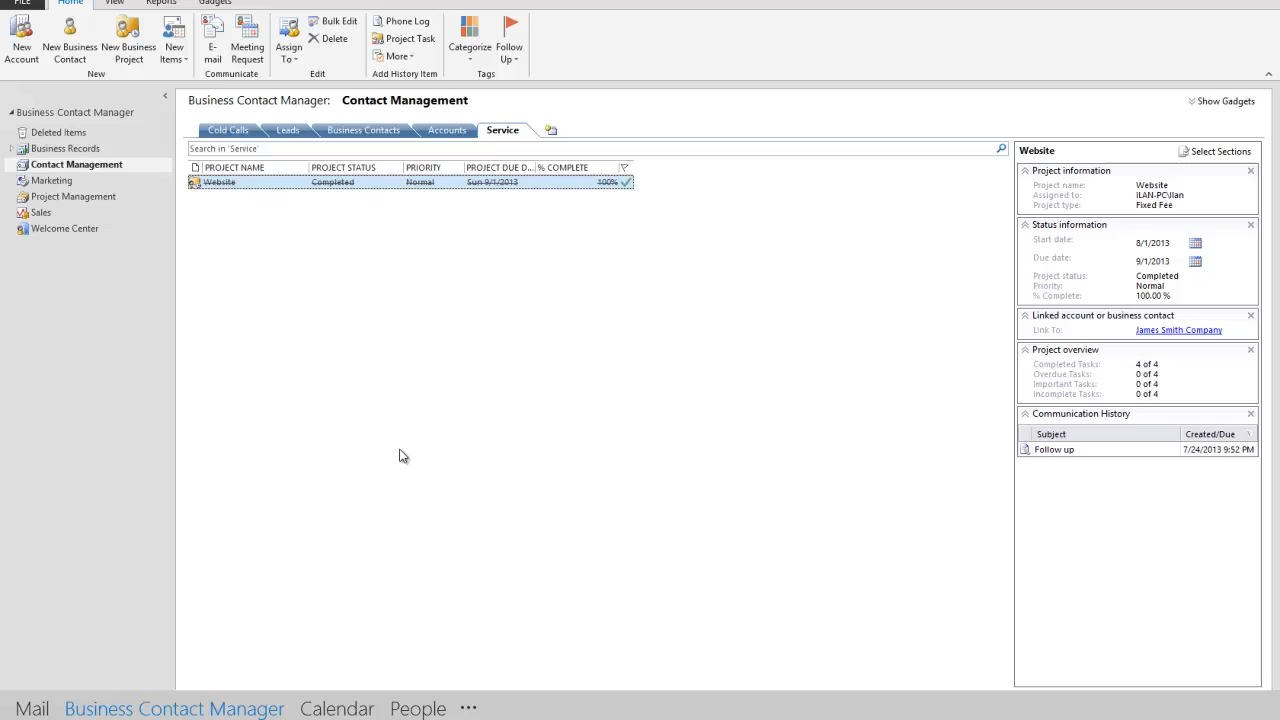 FILE Home View Reports Gadgets
New Account New Business Contact New Business Project New Items E-mail Meeting Request Assign To Bulk Edit Delete Phone Log Project Task More Categorize Follow Up
New Communicate Edit Add History Item Tags
Business Contact Manager
Deleted Items
Business Records
Contact Management
Marketing
Project Management
Sales
Welcome Center
Business Contact Manager: Contact Management
Show Gadgets
Cold Calls Leads Business Contacts Accounts Service
Search in 'Service'
PROJECT NAME PROJECT STATUS PRIORITY PROJECT DUE D... % COMPLETE
Website Completed Normal Sun 9/1/2013 100%
Website Select Sections
Project information
Project name: Website
Assigned to: ILAN-PC\Ilan
Project type: Fixed Fee
Status information
Start date: 8/1/2013
Due date: 9/1/2013
Project status: Completed
Priority: Normal
% Complete: 100.00 %
Linked account or business contact
Link To: James Smith Company
Project overview
Completed Tasks: 4 of 4
Overdue Tasks: 0 of 4
Important Tasks: 0 of 4
Incomplete Tasks: 0 of 4
Communication History
Subject Created/Due
Follow up 7/24/2013 9:52 PM
Mail Business Contact Manager Calendar People ...